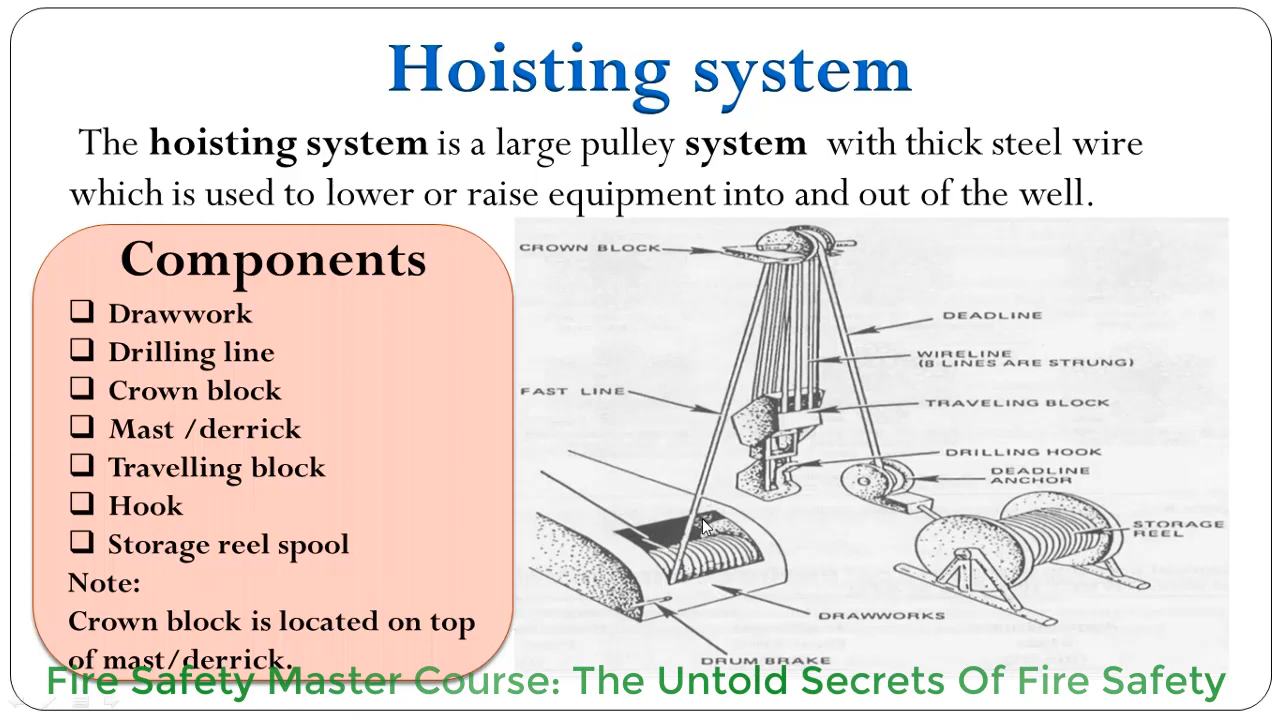 Hoisting system
The hoisting system is a large pulley system with thick steel wire
which is used to lower or raise equipment into and out of the well.
Components
Drawwork
Drilling line
Crown block
Mast /derrick
Travelling block
Hook
Storage reel spool
Note:
Crown block is located on top
of mast/derrick.
CROWN BLOCK
DEADLINE
WIRELINE
(8 LINES ARE STRUNG)
FAST LINE
TRAVELING BLOCK
DRILLING HOOK
DEADLINE
ANCHOR
STORAGE
REEL
DRAWWORKS
DRUM BRAKE
Fire Safety Master Course: The Untold Secrets Of Fire Safety